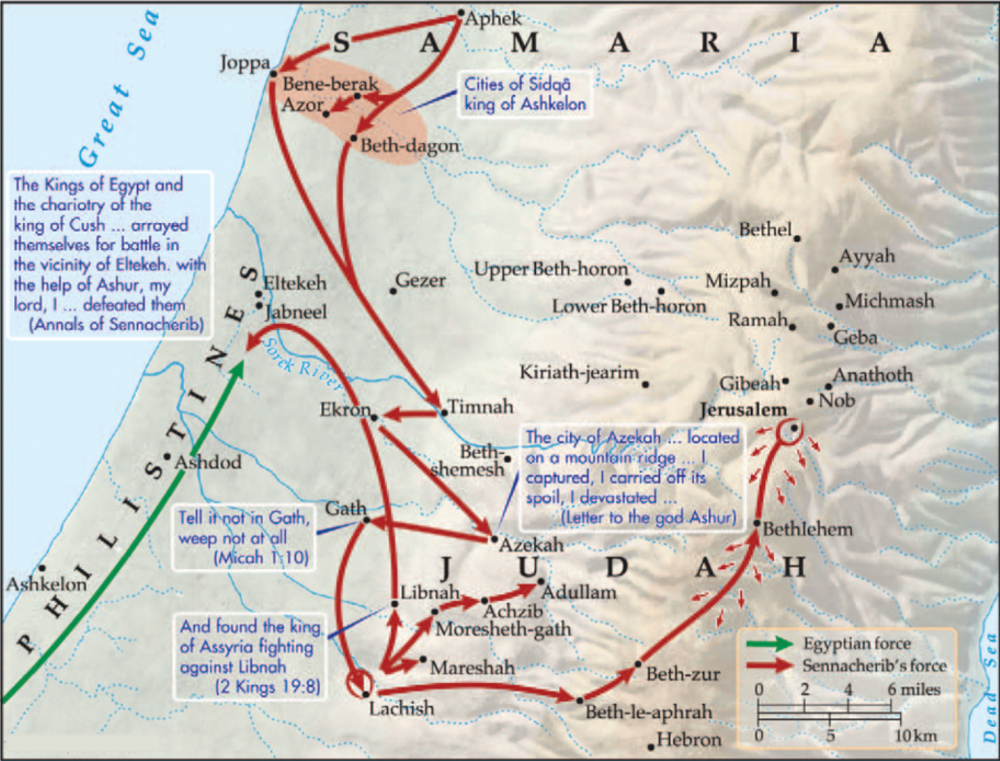 Great Sea
S A M A R I A
Aphek
Joppa
Bene-berak
Azor
Beth-dagon
Cities of Sidqâ
king of Ashkelon
The Kings of Egypt and
the chariotry of the
king of Cush ... arrayed
themselves for battle in
the vicinity of Eltekeh. with
the help of Ashur, my
lord, I ... defeated them
(Annals of Sennacherib)
P H I L I S T I N E S
Eltekeh
Jabneel
Gezer
Upper Beth-horon
Lower Beth-horon
Bethel
Ayyah
Mizpah
Michmash
Ramah
Geba
Sorek River
Kiriath-jearim
Gibeah
Anathoth
Nob
Jerusalem
Ekron
Timnah
Beth-
shemesh
The city of Azekah ... located
on a mountain ridge ... I
captured, I carried off its
spoil, I devastated ...
(Letter to the god Ashur)
Ashdod
Gath
Tell it not in Gath,
weep not at all
(Micah 1:10)
Azekah
Bethlehem
J U D A H
Ashkelon
Libnah
Adullam
Achzib
Moresheth-gath
And found the king
of Assyria fighting
against Libnah
(2 Kings 19:8)
Mareshah
Lachish
Beth-zur
Beth-le-aphrah
Hebron
Egyptian force
Sennacherib's force
0 2 4 6 miles
0 5 10 km
Dead Sea